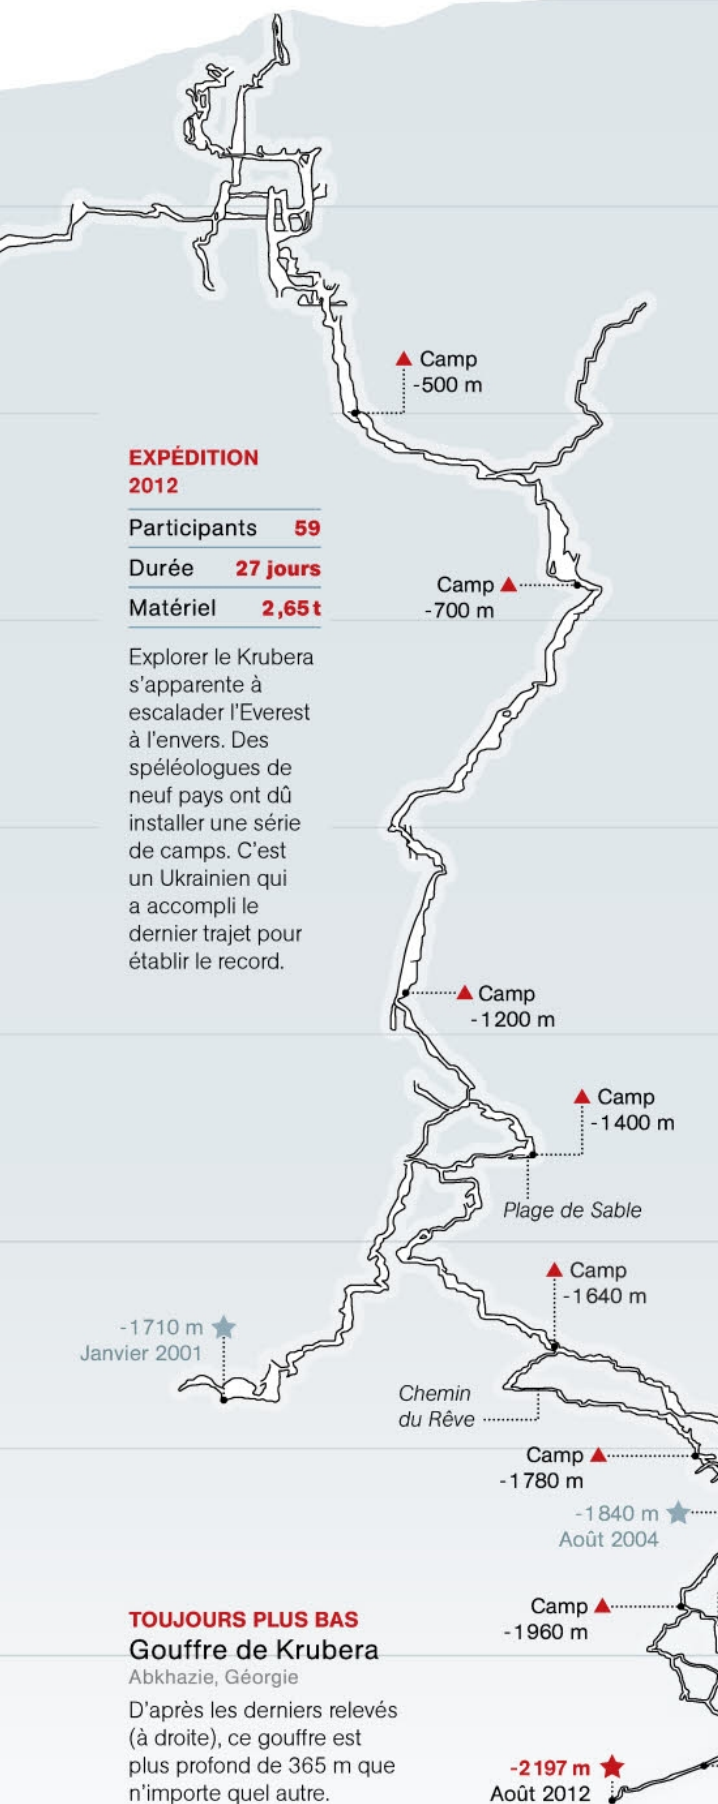 Camp
-500 m
EXPÉDITION
2012
Participants 59
Durée 27 jours
Matériel 2,65 t
Explorer le Krubera
s'apparente à
escalader l'Everest
à l'envers. Des
spéléologues de
neuf pays ont dû
installer une série
de camps. C'est
un Ukrainien qui
a accompli le
dernier trajet pour
établir le record.
Camp
-700 m
Camp
-1200 m
Camp
-1400 m
Plage de Sable
Camp
-1640 m
-1710 m
Janvier 2001
Chemin
du Rêve
Camp
-1780 m
-1840 m
Août 2004
Camp
-1960 m
TOUJOURS PLUS BAS
Gouffre de Krubera
Abkhazie, Géorgie
D'après les derniers relevés
(à droite), ce gouffre est
plus profond de 365 m que
n'importe quel autre.
-2197 m
Août 2012